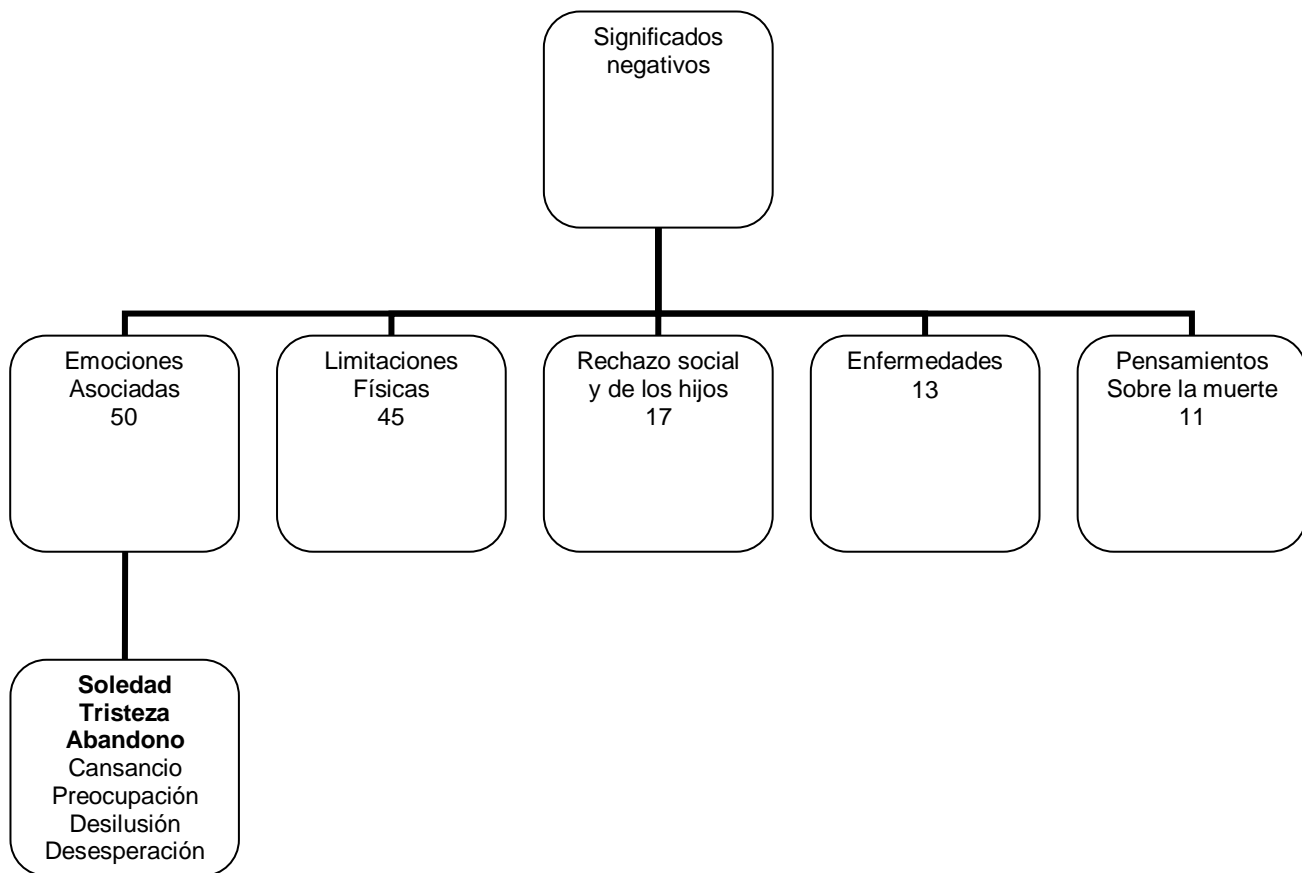 Significados
negativos
Emociones
Asociadas
50
Limitaciones
Físicas
45
Rechazo social
y de los hijos
17
Enfermedades
13
Pensamientos
Sobre la muerte
11
Soledad
Tristeza
Abandono
Cansancio
Preocupación
Desilusión
Desesperación